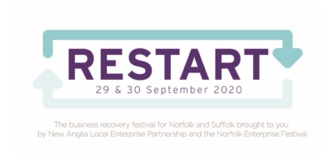 RESTART
29 & 30 September 2020
The business recovery festival for Norfolk and Suffolk brought to you
by New Anglia Local Enterprise Partnership and the Norfolk Enterprise Festival